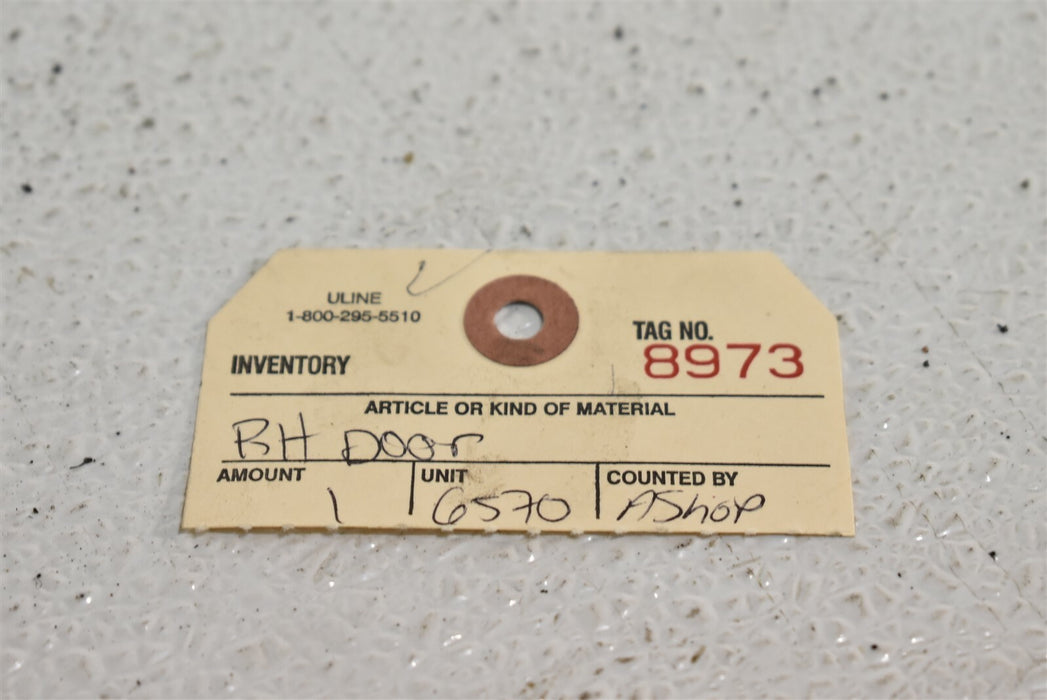 ULINE
1-800-295-5510
TAG NO.
8973
INVENTORY
ARTICLE OR KIND OF MATERIAL
RH Door
AMOUNT UNIT COUNTED BY
1 6570 AShop